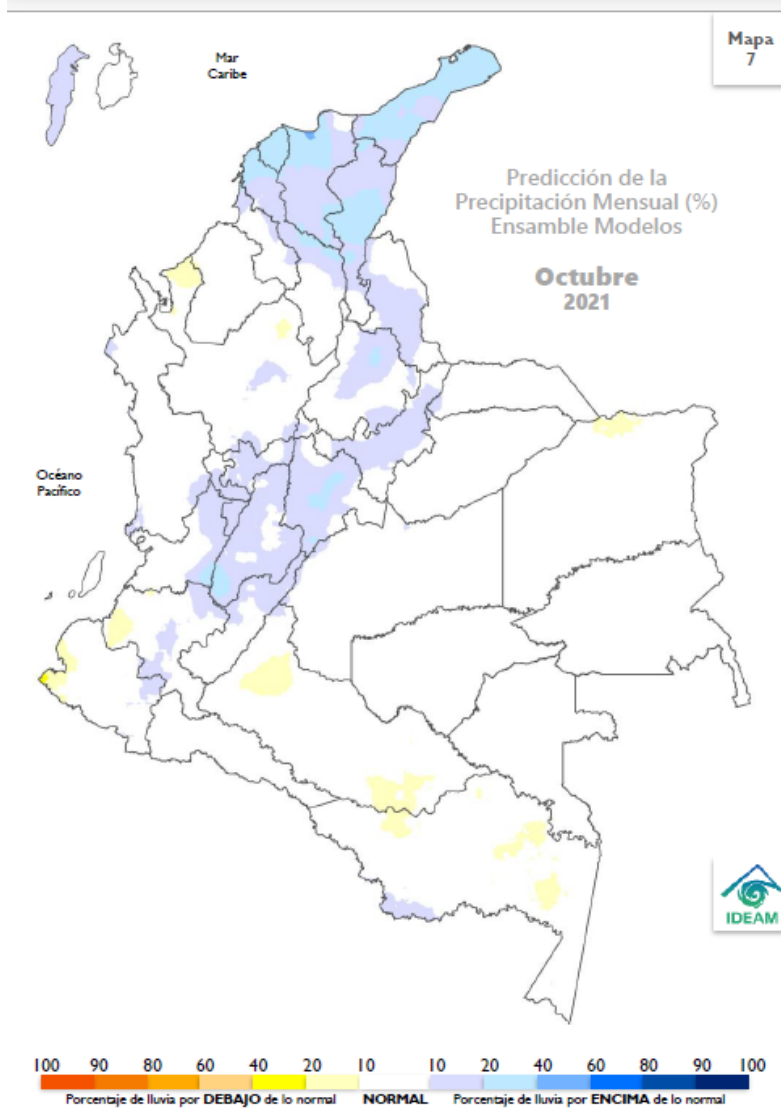 Mapa
7
Mar
Caribe
Predicción de la
Precipitación Mensual (%)
Ensamble Modelos
Octubre
2021
Océano
Pacífico
IDEAM
100 90 80 60 40 20 10 10 20 40 60 80 90 100
Porcentaje de lluvia por DEBAJO de lo normal NORMAL Porcentaje de lluvia por ENCIMA de lo normal